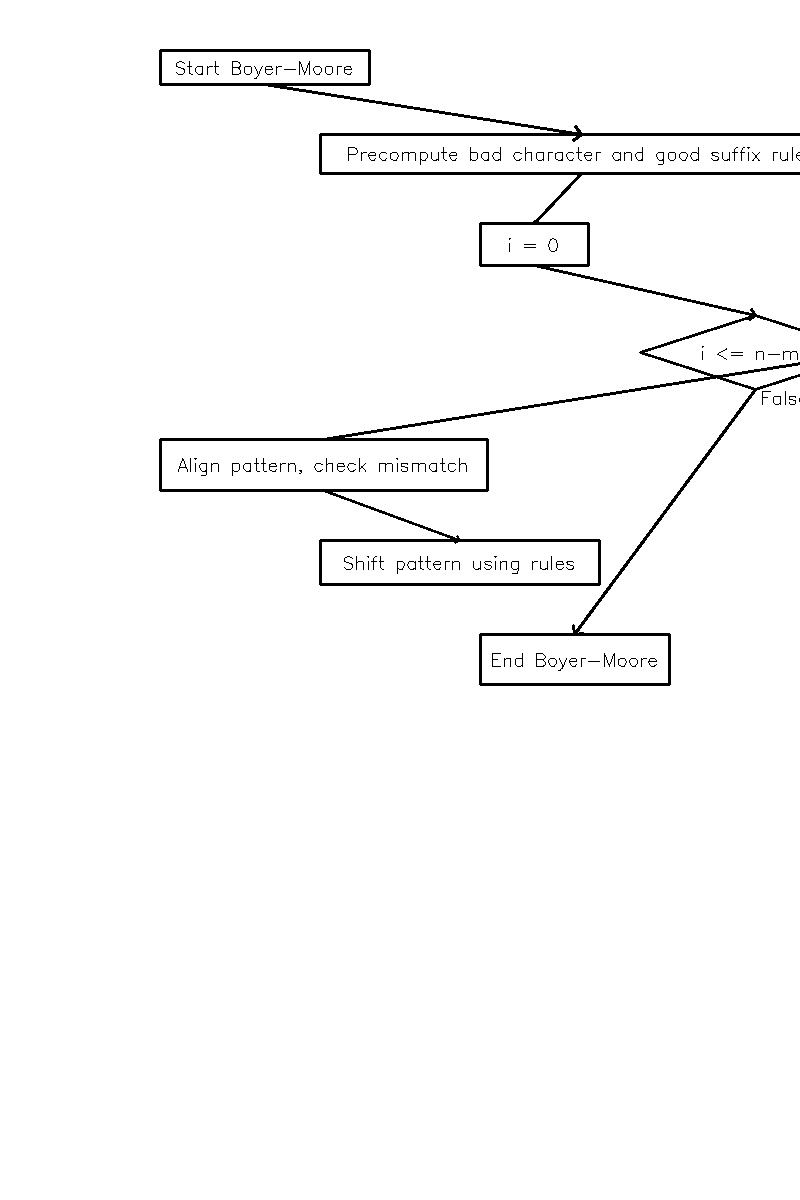 Start Boyer-Moore
Precompute bad character and good suffix rule
i = 0
i <= n-m
False
Align pattern, check mismatch
Shift pattern using rules
End Boyer-Moore